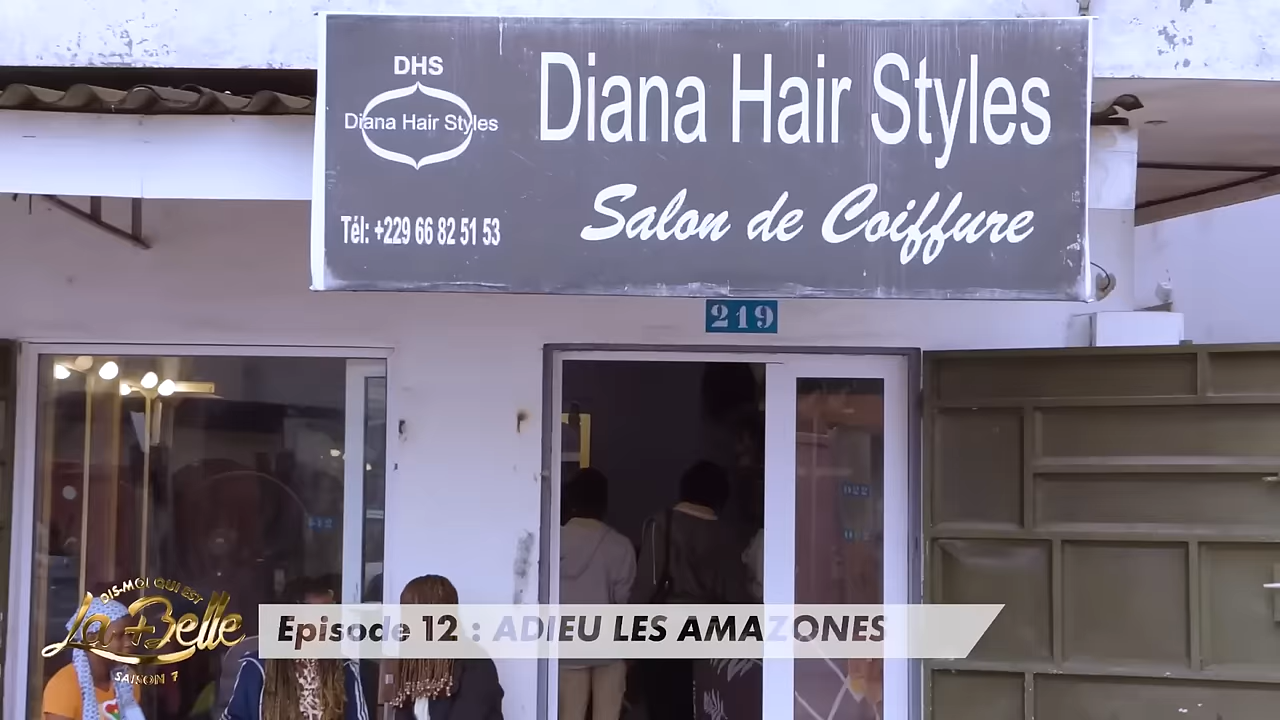 DHS
Diana Hair Styles
Tél: +229 66 82 51 53
Diana Hair Styles
Salon de Coiffure
219
DIS-MOI QUI EST
La Belle
SAISON 7
Episode 12 : ADIEU LES AMAZONES